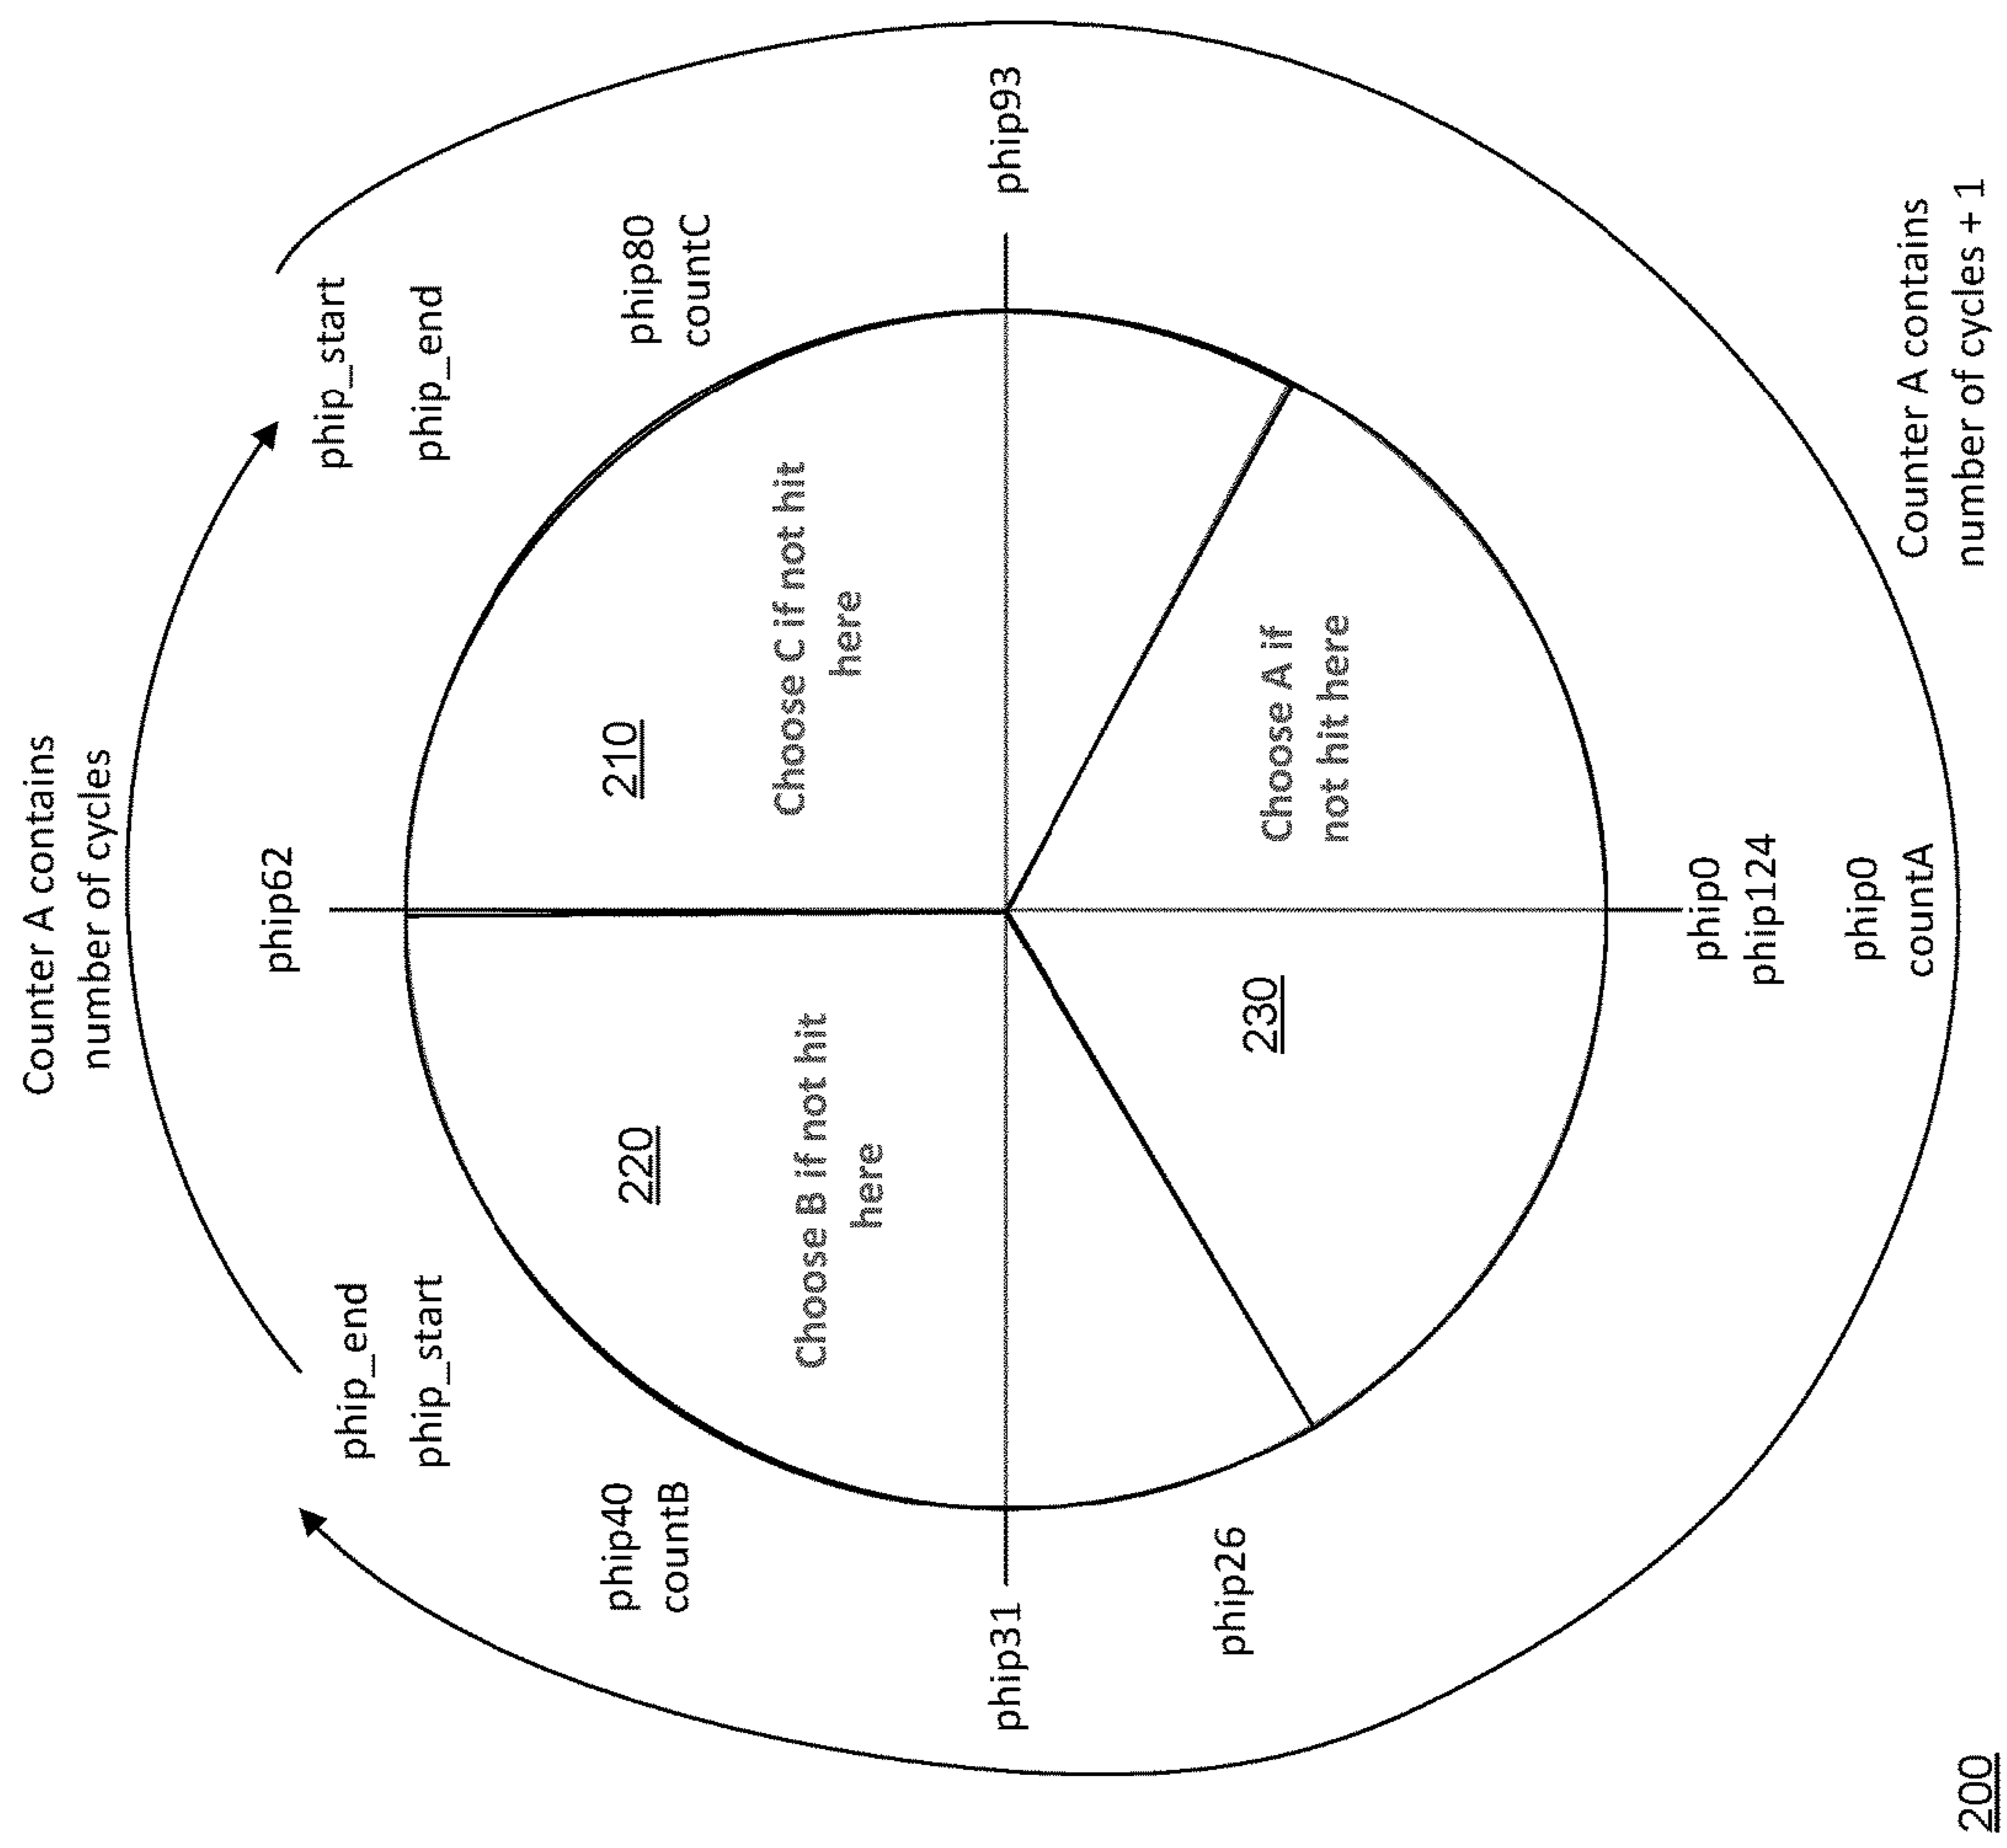 Counter A contains
number of cycles
phip62
phip_end
phip_start
phip_start
phip_end
phip40
countB
220
210
phip80
countC
Choose B if not hit
here
Choose C if not hit
here
phip31
phip93
phip26
230
Choose A if
not hit here
phip0
phip124
phip0
countA
Counter A contains
number of cycles + 1
200